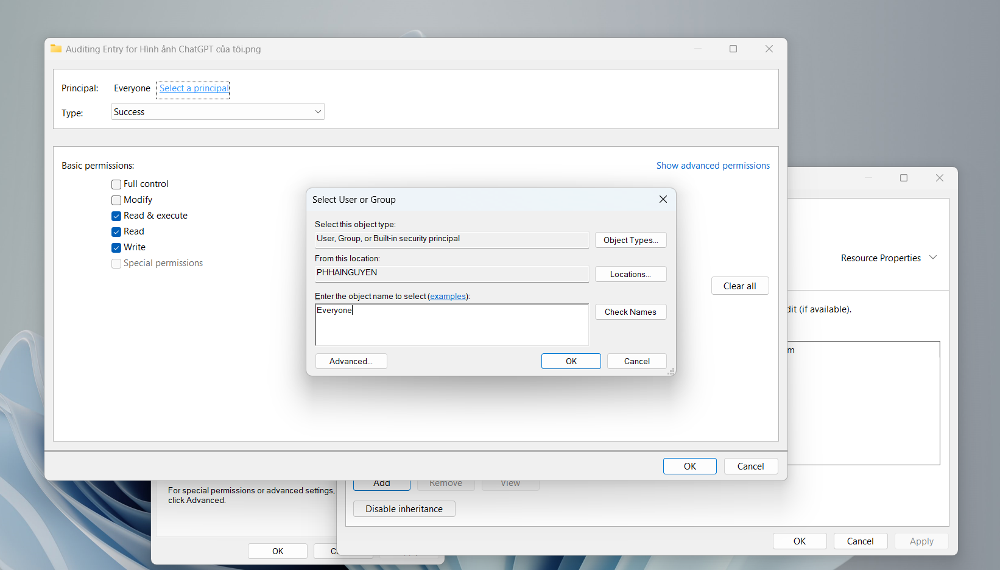 Auditing Entry for Hình ảnh ChatGPT của tôi.png
Principal: Everyone Select a principal
Type: Success
Basic permissions: Show advanced permissions
Full control
Modify
Read & execute
Read
Write
Special permissions
Clear all
OK Cancel
Select User or Group
Select this object type:
User, Group, or Built-in security principal Object Types...
From this location:
PHHAINGUYEN Locations...
Enter the object name to select (examples):
Everyone Check Names
Advanced... OK Cancel
Resource Properties
(if available).
Add Remove View
Disable inheritance
OK Cancel Apply
For special permissions or advanced settings,
click Advanced.
OK